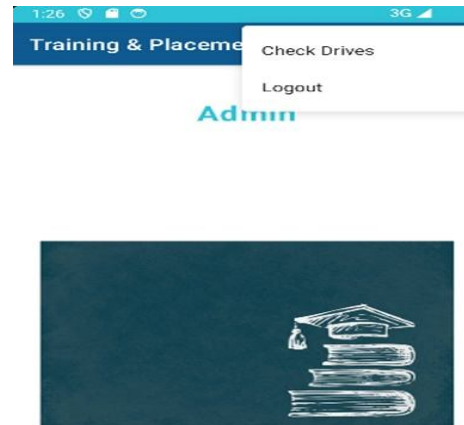 1:26 3G
Training & Placeme
Check Drives
Logout
Admin